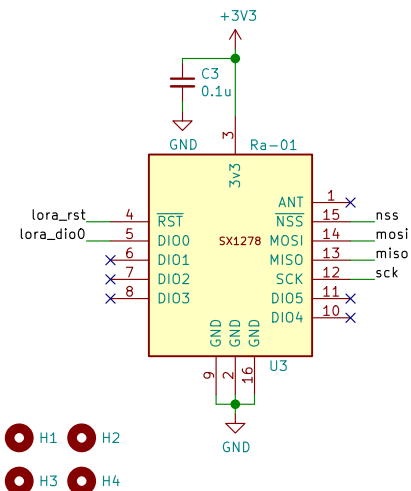 +3V3
C3
0.1u
GND
3
Ra-01
3v3
ANT 1
lora_rst 4 RST NSS 15 nss
lora_dio0 5 DIO0 SX1278 MOSI 14 mosi
6 DIO1 MISO 13 miso
7 DIO2 SCK 12 sck
8 DIO3 DIO5 11
DIO4 10
GND GND GND
9 2 16
U3
GND
H1 H2
H3 H4